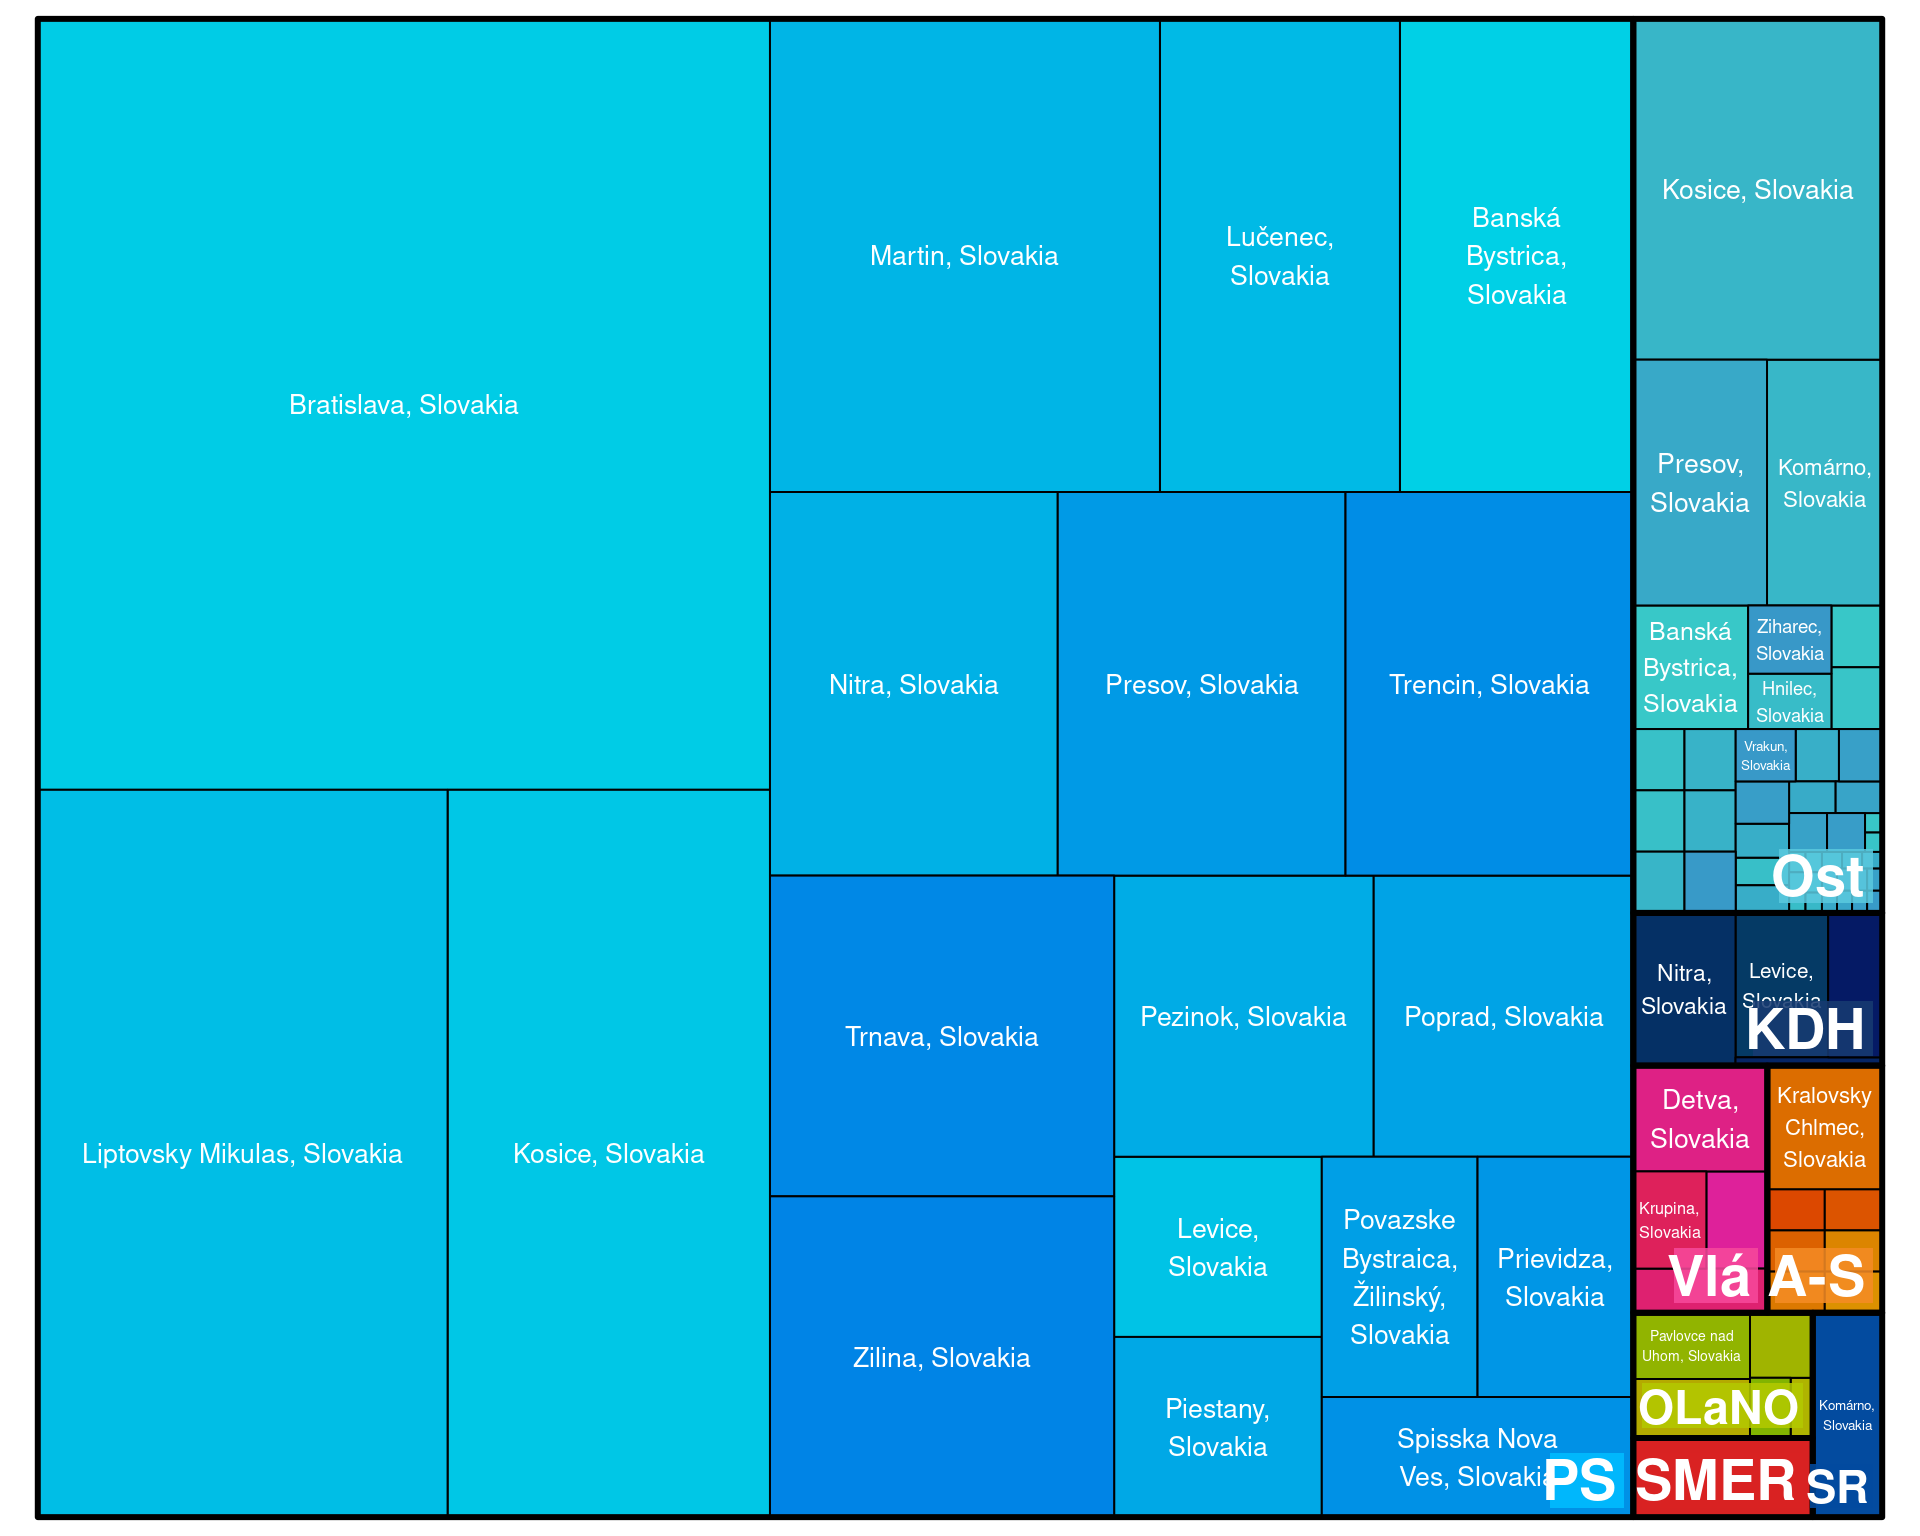 Bratislava, Slovakia
Liptovsky Mikulas, Slovakia
Kosice, Slovakia
Martin, Slovakia
Lučenec,
Slovakia
Banská
Bystrica,
Slovakia
Nitra, Slovakia
Presov, Slovakia
Trencin, Slovakia
Trnava, Slovakia
Zilina, Slovakia
Pezinok, Slovakia
Poprad, Slovakia
Levice,
Slovakia
Piestany,
Slovakia
Povazske
Bystraica,
Žilinský,
Slovakia
Prievidza,
Slovakia
Spisska Nova
Ves, Slovakia
PS
Kosice, Slovakia
Presov,
Slovakia
Komárno,
Slovakia
Banská
Bystrica,
Slovakia
Ziharec,
Slovakia
Hnilec,
Slovakia
Vrakun,
Slovakia
Ost
Nitra,
Slovakia
Levice,
Slovakia
KDH
Detva,
Slovakia
Krupina,
Slovakia
Vlá
Kralovsky
Chlmec,
Slovakia
A-S
Pavlovce nad
Uhom, Slovakia
OLaNO
SMER
Komárno,
Slovakia
SR